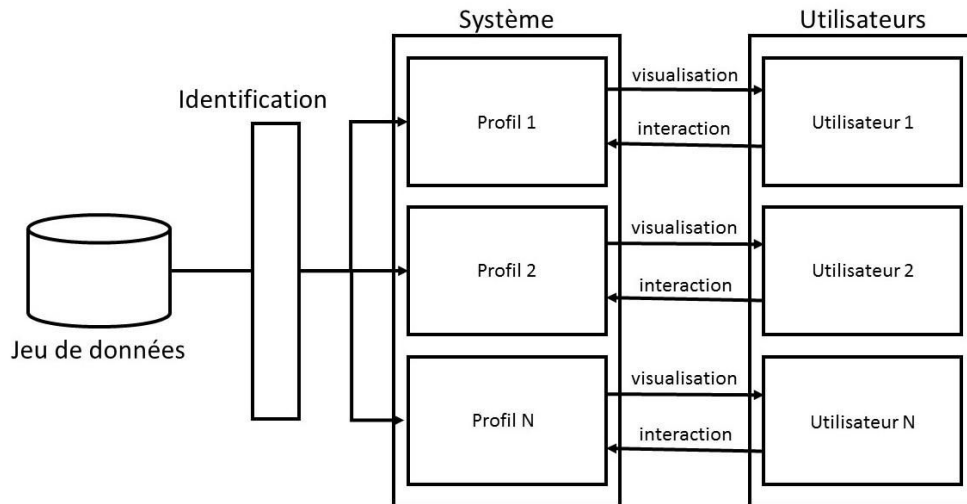 Système
Utilisateurs
Identification
Jeu de données
Profil 1
visualisation
interaction
Utilisateur 1
Profil 2
visualisation
interaction
Utilisateur 2
Profil N
visualisation
interaction
Utilisateur N